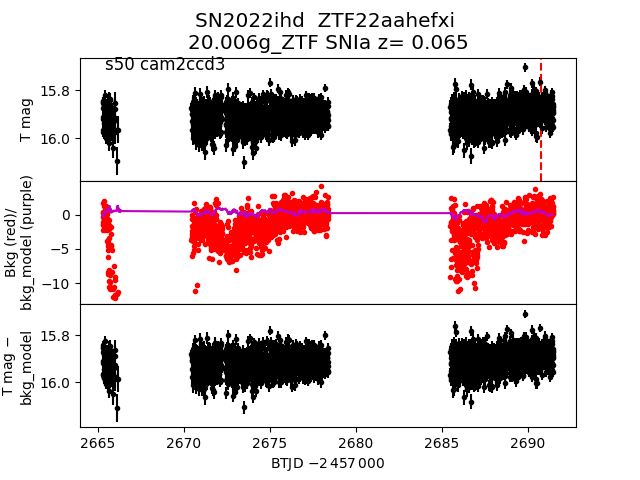 SN2022ihd  ZTF22aahefxi
20.006g_ZTF SNIa z= 0.065
s50 cam2ccd3
15.8
16.0
T mag
0
−5
−10
Bkg (red)/
bkg_model (purple)
15.8
16.0
T mag −
bkg_model
2665 2670 2675 2680 2685 2690
BTJD −2 457 000